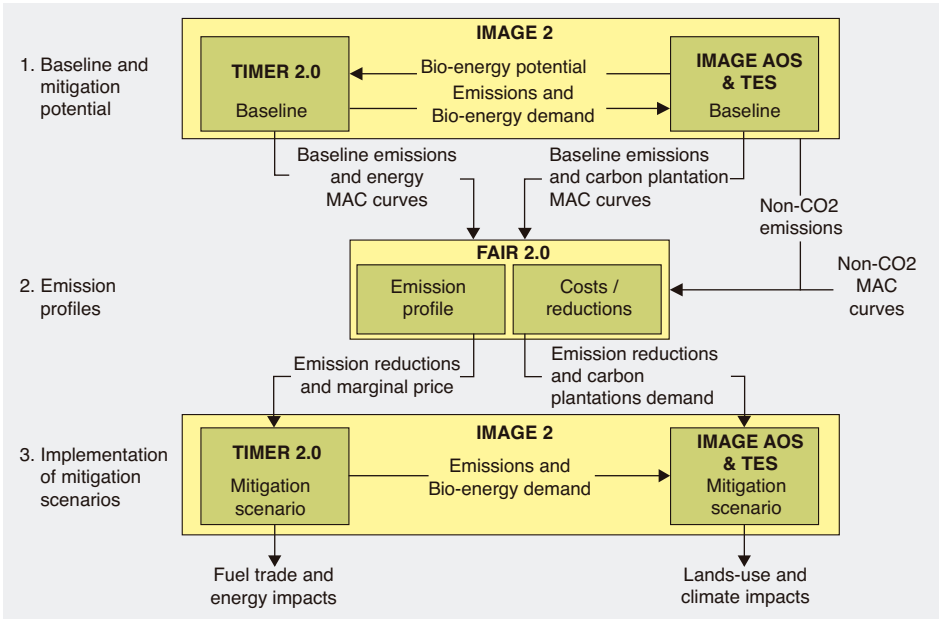 IMAGE 2
1. Baseline and
mitigation
potential
TIMER 2.0
Baseline
Bio-energy potential
Emissions and
Bio-energy demand
IMAGE AOS
& TES
Baseline
Baseline emissions
and energy
MAC curves
Baseline emissions
and carbon plantation
MAC curves
Non-CO2
emissions
2. Emission
profiles
FAIR 2.0
Emission
profile
Costs /
reductions
Non-CO2
MAC
curves
Emission reductions
and marginal price
Emission reductions
and carbon
plantations demand
3. Implementation
of mitigation
scenarios
IMAGE 2
TIMER 2.0
Mitigation
scenario
Emissions and
Bio-energy demand
IMAGE AOS
& TES
Mitigation
scenario
Fuel trade and
energy impacts
Lands-use and
climate impacts